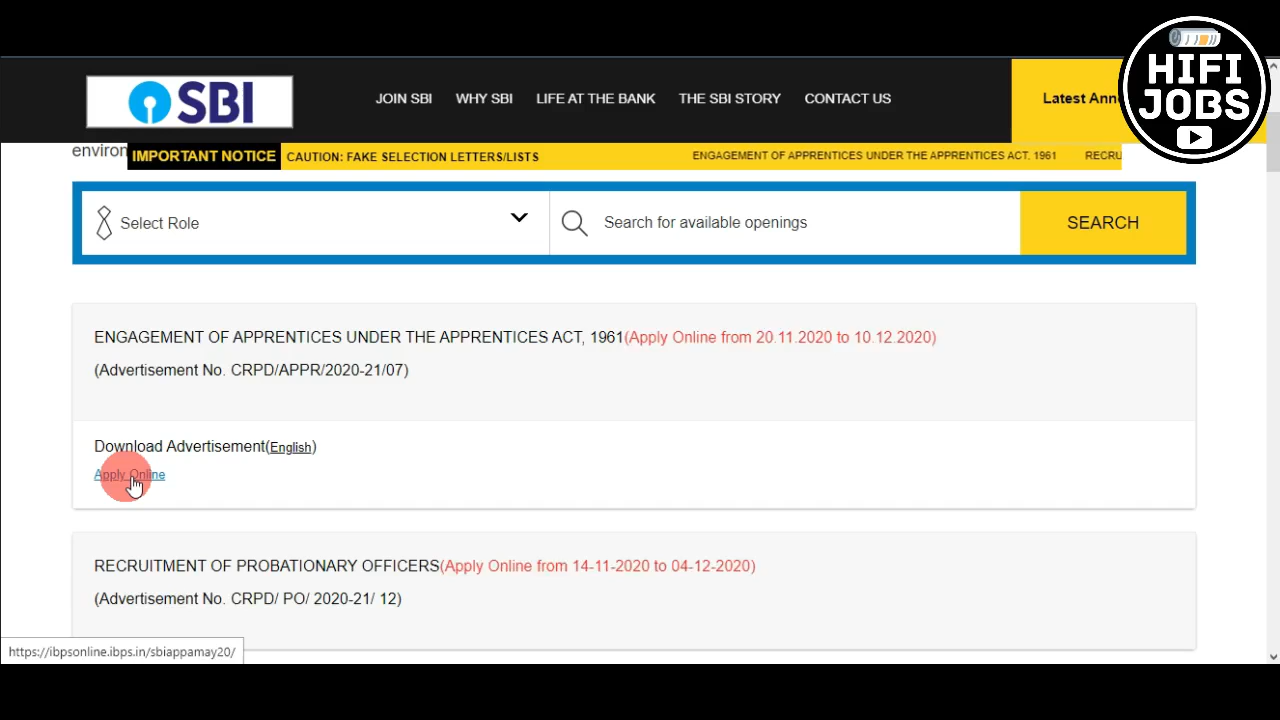 HIFI
JOBS
SBI
JOIN SBI
WHY SBI
LIFE AT THE BANK
THE SBI STORY
CONTACT US
Latest
environ
IMPORTANT NOTICE
CAUTION: FAKE SELECTION LETTERS/LISTS
ENGAGEMENT OF APPRENTICES UNDER THE APPRENTICES ACT. 1961
RECRU
Select Role
Search for available openings
SEARCH
ENGAGEMENT OF APPRENTICES UNDER THE APPRENTICES ACT, 1961(Apply Online from 20.11.2020 to 10.12.2020)
(Advertisement No. CRPD/APPR/2020-21/07)
Download Advertisement(English)
Apply Online
RECRUITMENT OF PROBATIONARY OFFICERS(Apply Online from 14-11-2020 to 04-12-2020)
(Advertisement No. CRPD/ PO/ 2020-21/ 12)
https://ibpsonline.ibps.in/sbiappamay20/